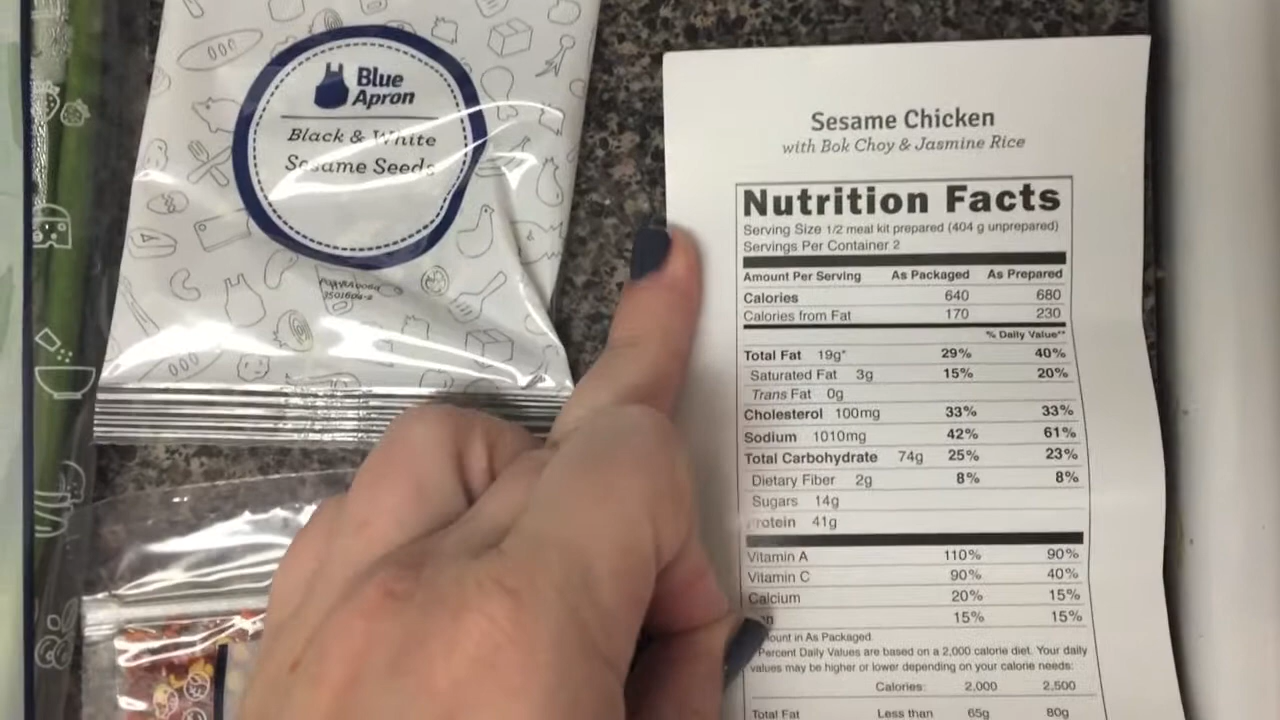 Blue
Apron
Black & White
Sesame Seeds
Sesame Chicken
with Bok Choy & Jasmine Rice
Nutrition Facts
Serving Size 1/2 meal kit prepared (404 g unprepared)
Servings Per Container 2
Amount Per Serving As Packaged As Prepared
Calories 640 680
Calories from Fat 170 230
% Daily Value**
Total Fat 19g* 29% 40%
Saturated Fat 3g 15% 20%
Trans Fat 0g
Cholesterol 100mg 33% 33%
Sodium 1010mg 42% 61%
Total Carbohydrate 74g 25% 23%
Dietary Fiber 2g 8% 8%
Sugars 14g
rotein 41g
Vitamin A 110% 90%
Vitamin C 90% 40%
Calcium 20% 15%
15% 15%
in As Packaged
Percent Daily Values are based on a 2,000 calorie diet. Your daily
values may be higher or lower depending on your calorie needs:
Calories: 2,000 2,500
Total Fat Less than 65g 80g